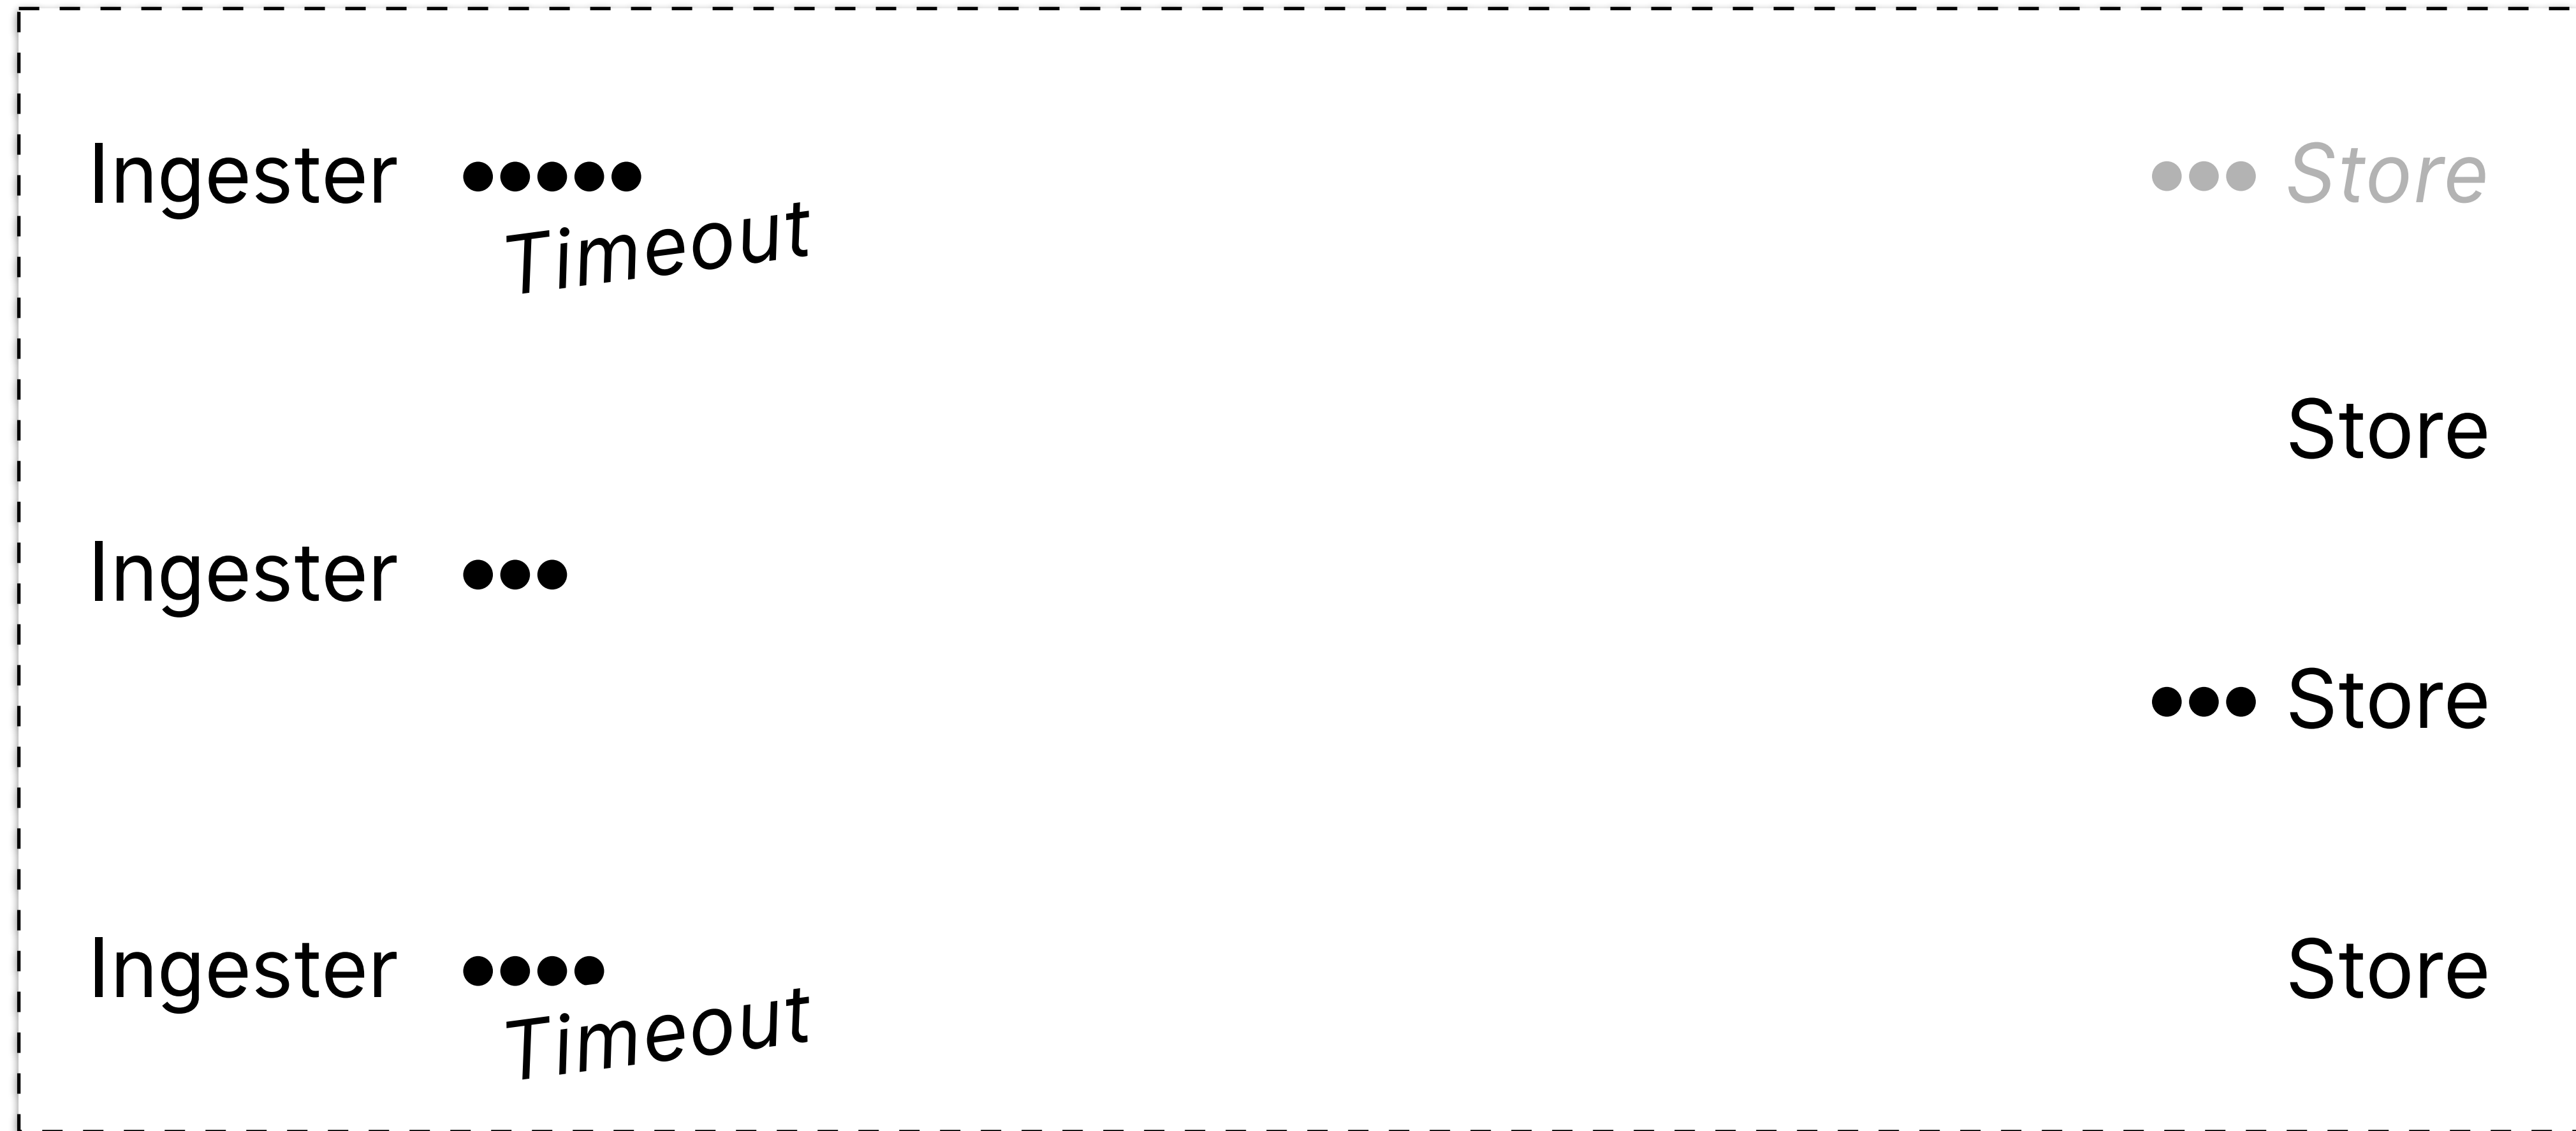 Ingester ●●●●● ●●● Store
Timeout
Store
Ingester ●●●
●●● Store
Ingester ●●●● Store
Timeout